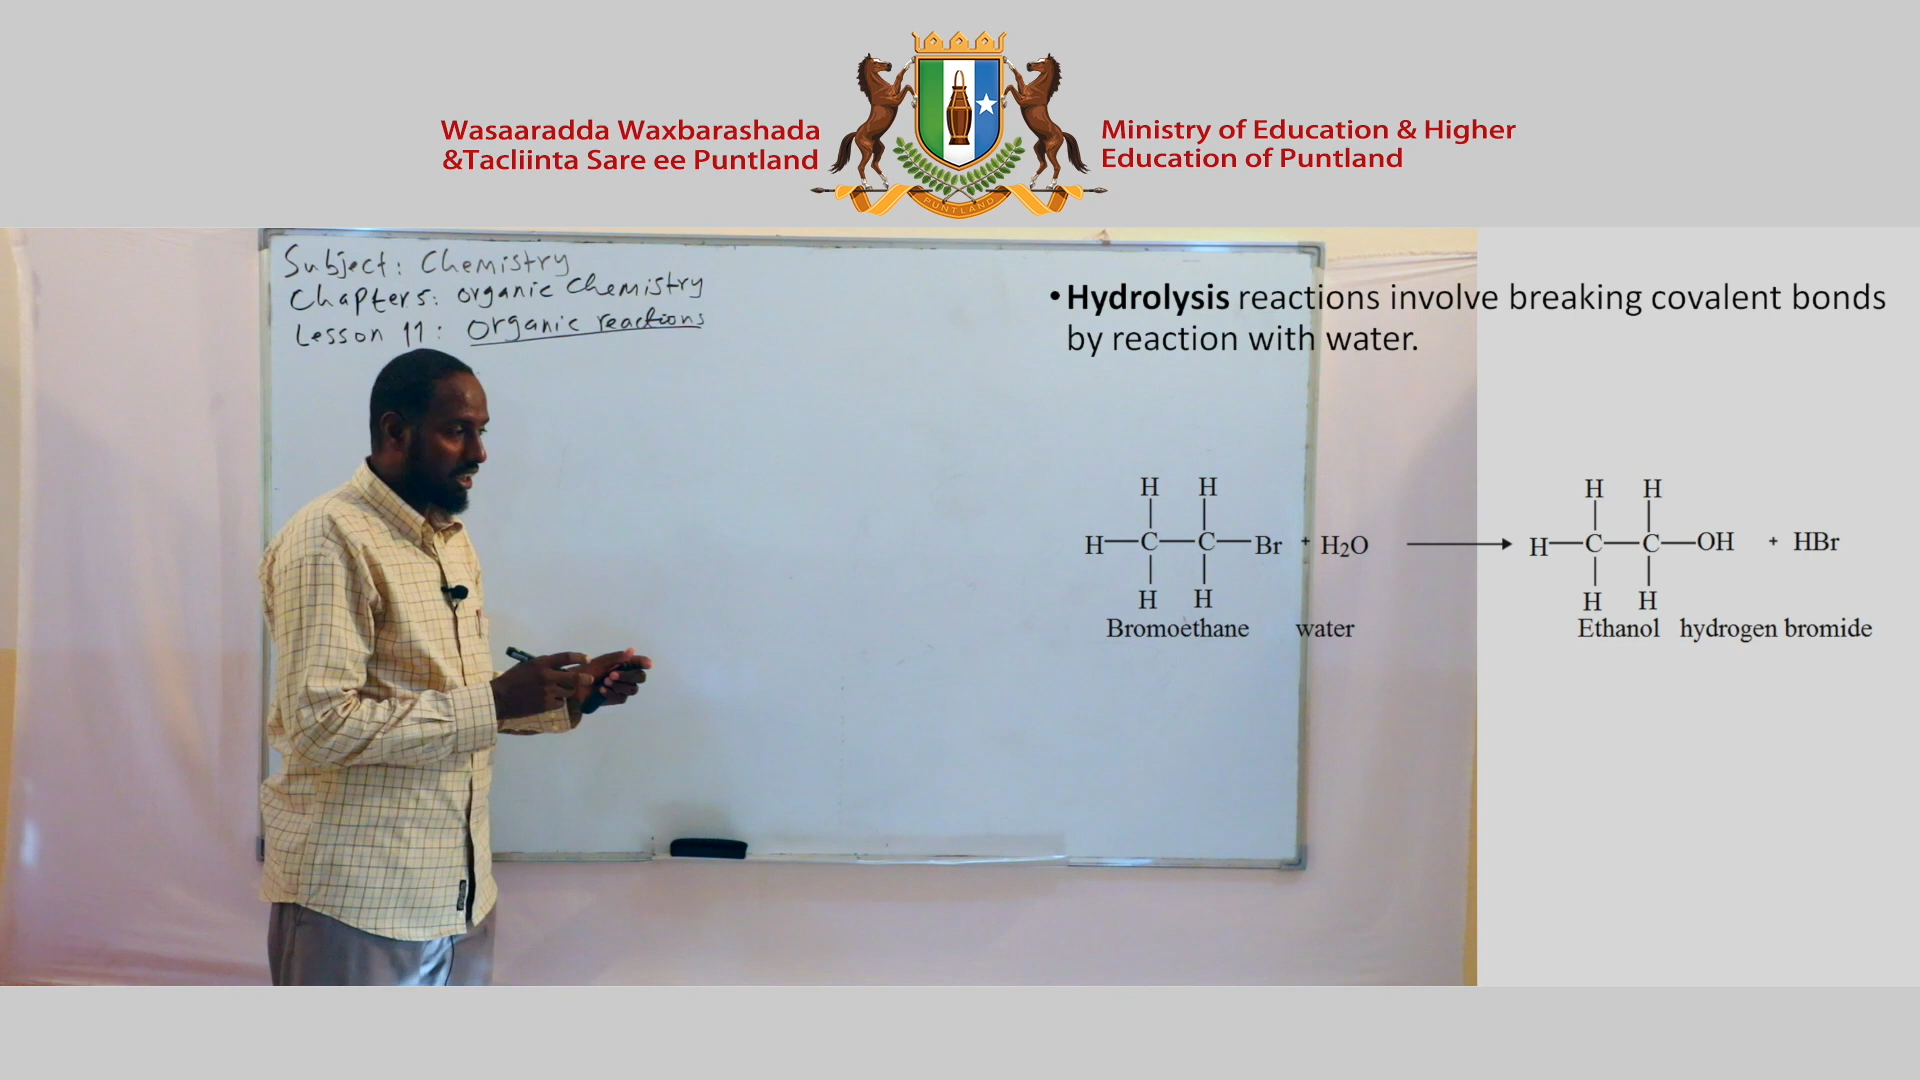 Wasaaradda Waxbarashada
&Tacliinta Sare ee Puntland
Ministry of Education & Higher
Education of Puntland
PUNTLAND
Subject: Chemistry
Chapter 5: organic chemistry
Lesson 11: organic reactions
• Hydrolysis reactions involve breaking covalent bonds
by reaction with water.
H H
H—C—C—Br + H2O
H H
Bromoethane water
H H
H—C—C—OH + HBr
H H
Ethanol hydrogen bromide